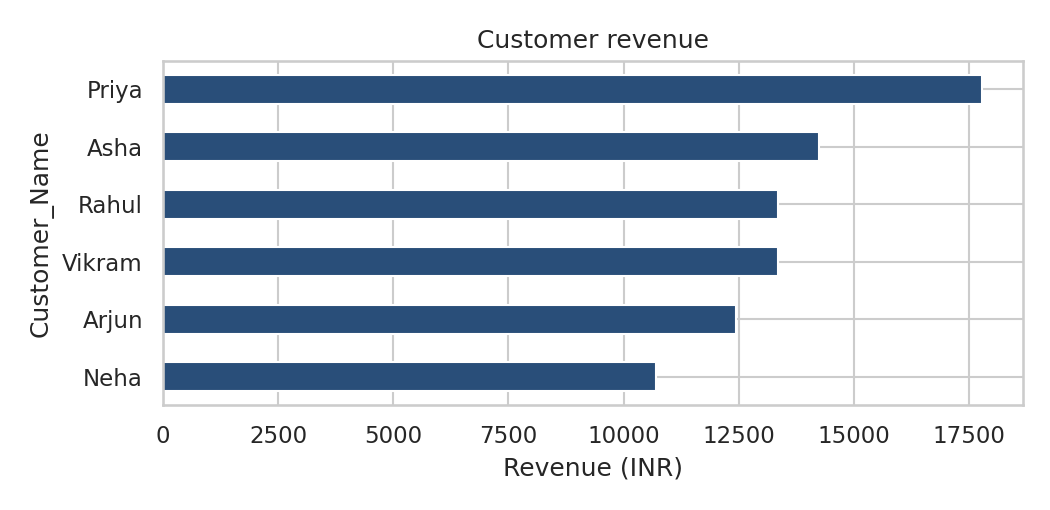 Customer revenue
Customer_Name
Priya
Asha
Rahul
Vikram
Arjun
Neha
0 2500 5000 7500 10000 12500 15000 17500
Revenue (INR)